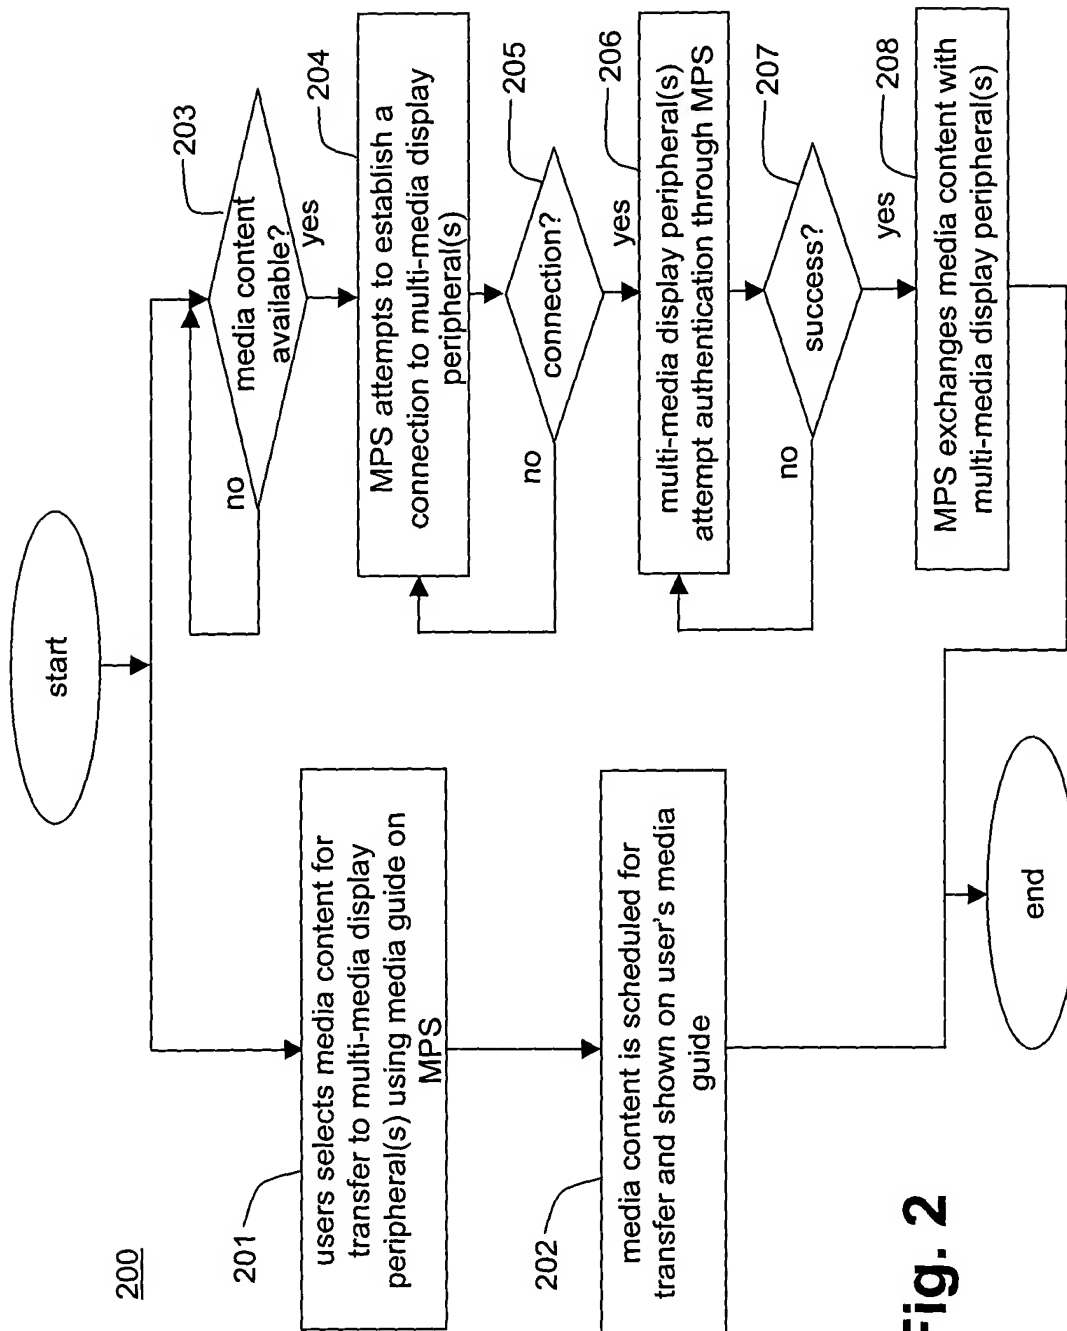 200
start
201
users selects media content for
transfer to multi-media display
peripheral(s) using media guide on
MPS
202
media content is scheduled for
transfer and shown on user's media
guide
203
media content
available?
no
yes
204
MPS attempts to establish a
connection to multi-media display
peripheral(s)
205
connection?
no
yes
206
multi-media display peripheral(s)
attempt authentication through MPS
207
success?
no
yes
208
MPS exchanges media content with
multi-media display peripheral(s)
end
Fig. 2